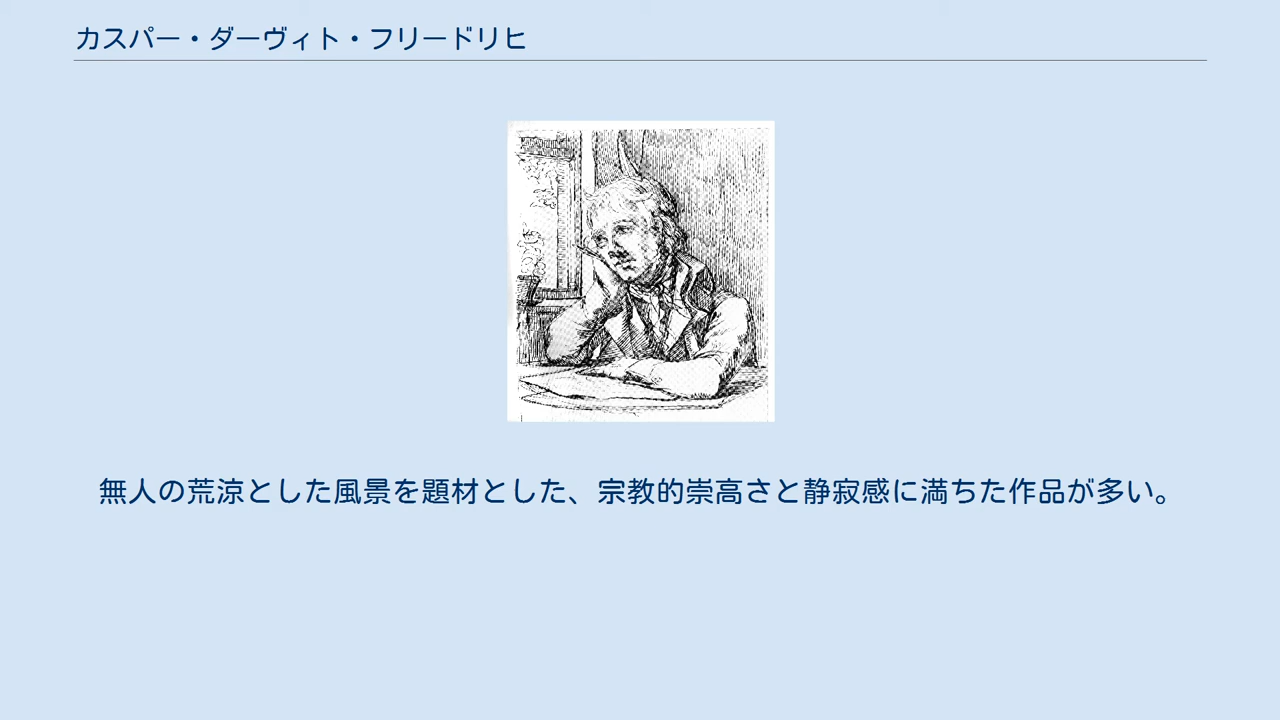 カスパー・ダーヴィト・フリードリヒ
無人の荒涼とした風景を題材とした、宗教的崇高さと静寂感に満ちた作品が多い。